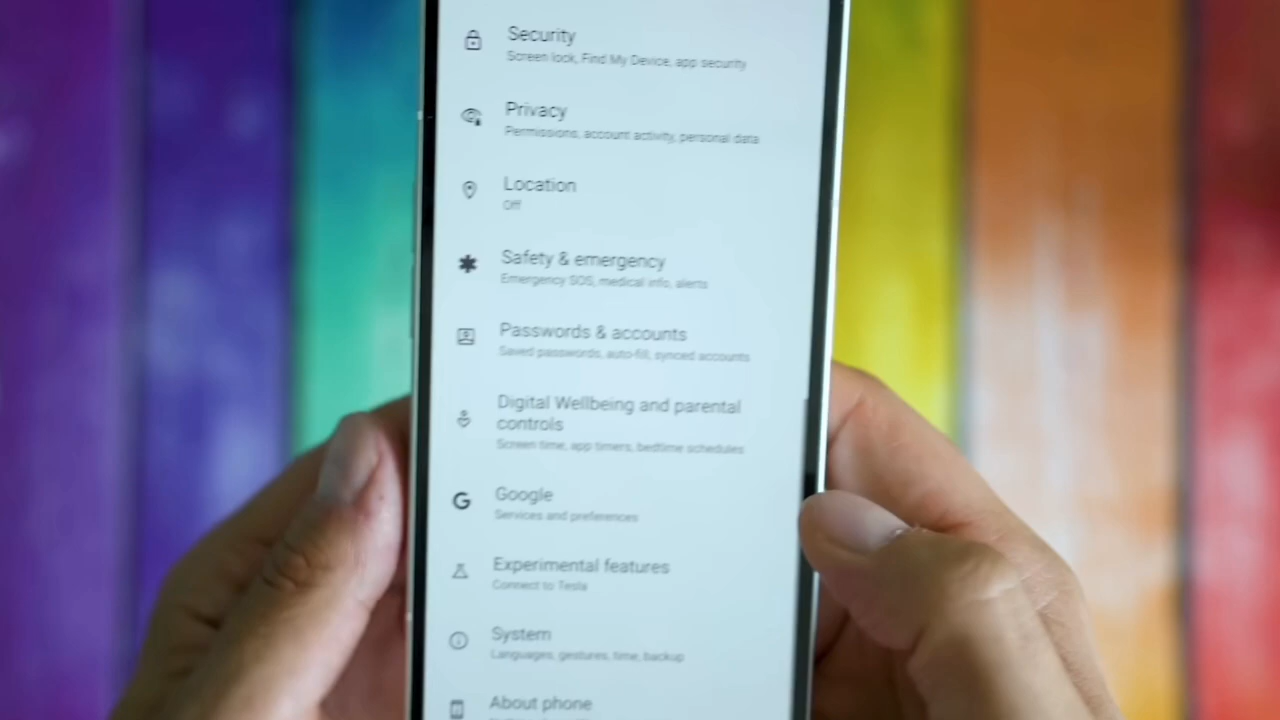 Security
Screen lock, Find My Device, app security
Privacy
Permissions, account activity, personal data
Location
Off
Safety & emergency
Emergency SOS, medical info, alerts
Passwords & accounts
Saved passwords, auto-fill, synced accounts
Digital Wellbeing and parental
controls
Screen time, app timers, bedtime schedules
Google
Services and preferences
Experimental features
Connect to Tesla
System
Languages, gestures, time, backup
About phone